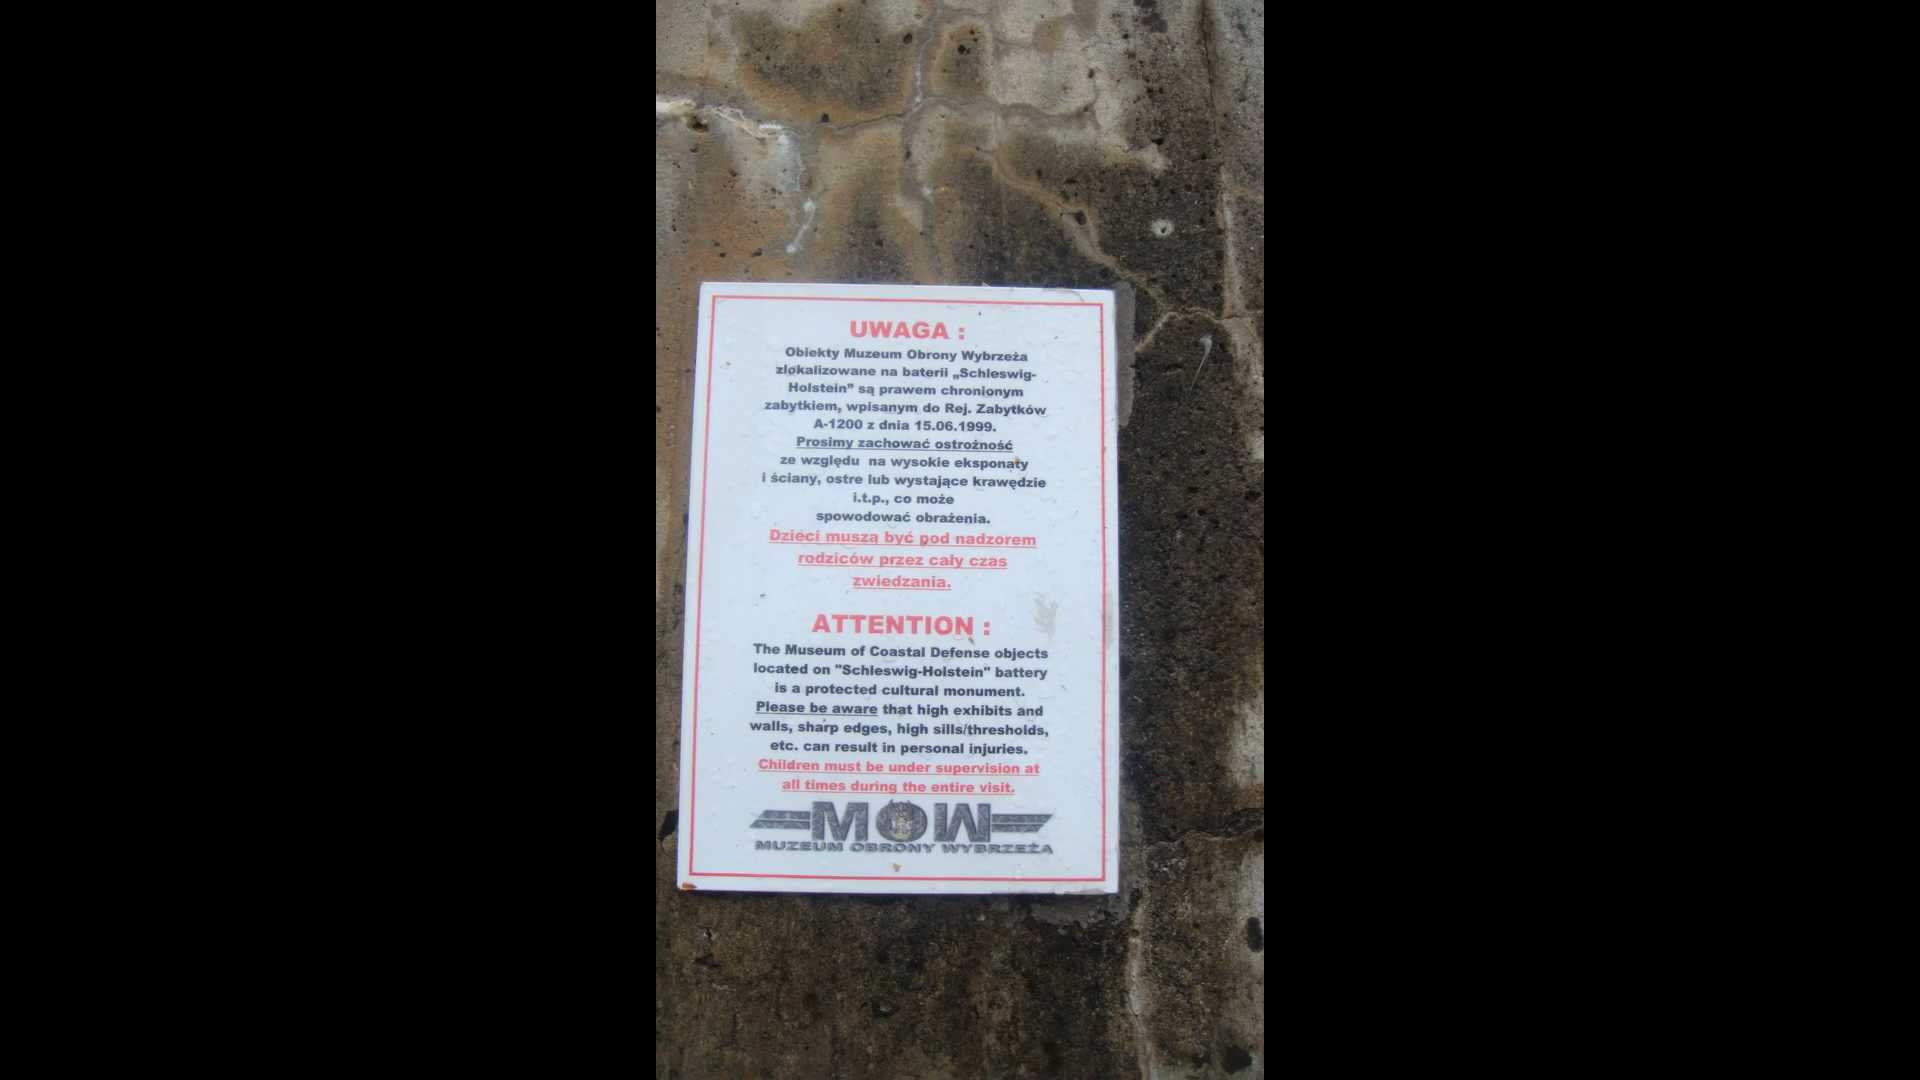 UWAGA :
Obiekty Muzeum Obrony Wybrzeża
zlokalizowane na baterii „Schleswig-
Holstein” są prawem chronionym
zabytkiem, wpisanym do Rej. Zabytków
A-1200 z dnia 15.06.1999.
Prosimy zachować ostrożność
ze względu na wysokie eksponaty
i ściany, ostre lub wystające krawędzie
i.t.p., co może
spowodować obrażenia.
Dzieci muszą być pod nadzorem
rodziców przez cały czas
zwiedzania.
ATTENTION :
The Museum of Coastal Defense objects
located on "Schleswig-Holstein" battery
is a protected cultural monument.
Please be aware that high exhibits and
walls, sharp edges, high sills/thresholds,
etc. can result in personal injuries.
Children must be under supervision at
all times during the entire visit.
MOW
MUZEUM OBRONY WYBRZEŻA